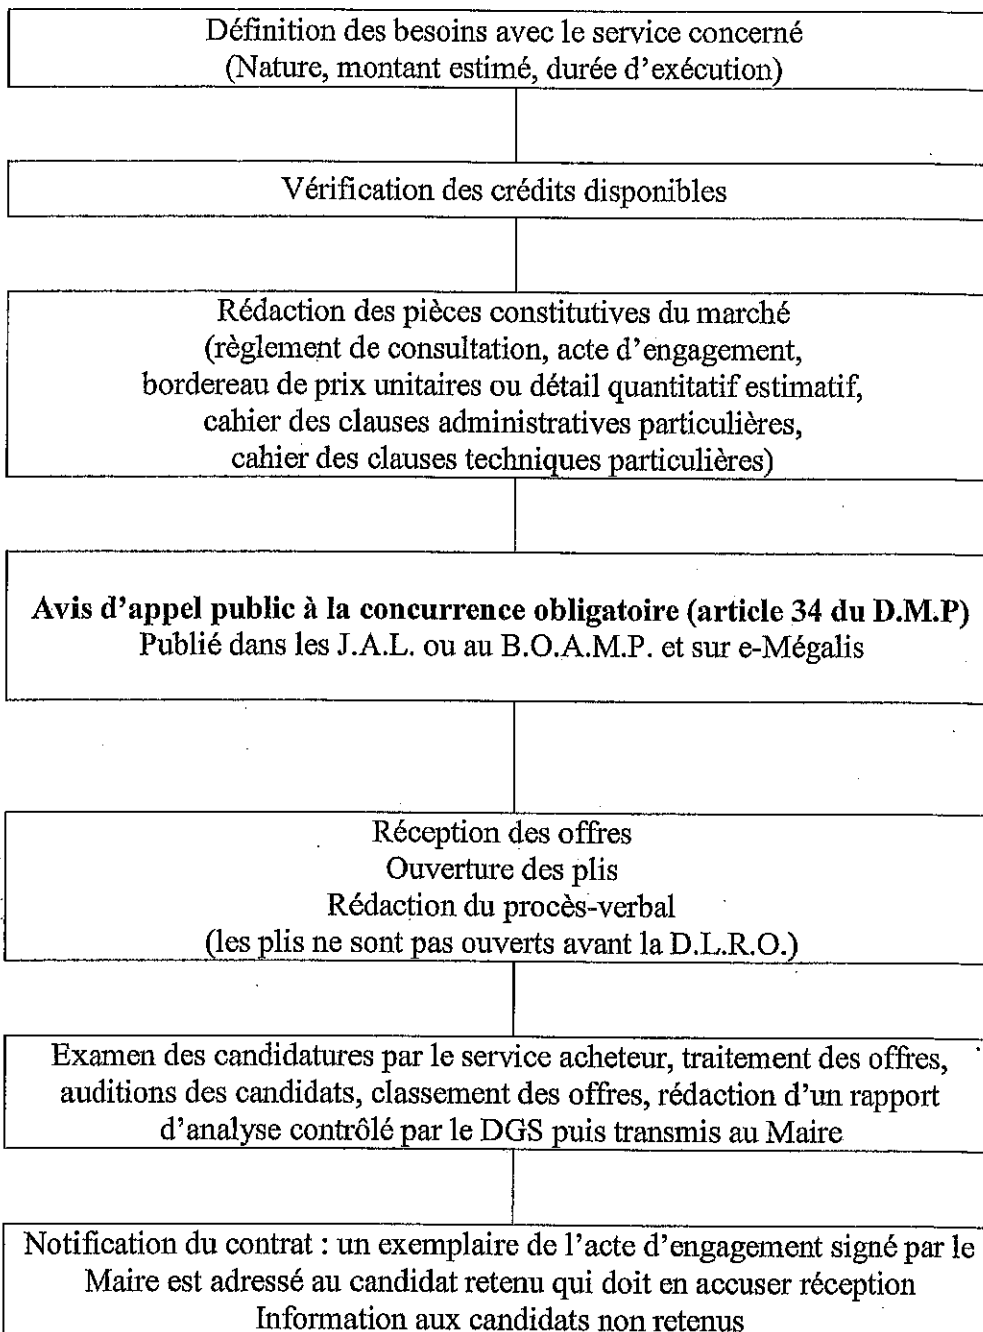 Définition des besoins avec le service concerné
(Nature, montant estimé, durée d'exécution)
Vérification des crédits disponibles
Rédaction des pièces constitutives du marché
(règlement de consultation, acte d'engagement,
bordereau de prix unitaires ou détail quantitatif estimatif,
cahier des clauses administratives particulières,
cahier des clauses techniques particulières)
Avis d'appel public à la concurrence obligatoire (article 34 du D.M.P)
Publié dans les J.A.L. ou au B.O.A.M.P. et sur e-Mégalis
Réception des offres
Ouverture des plis
Rédaction du procès-verbal
(les plis ne sont pas ouverts avant la D.L.R.O.)
Examen des candidatures par le service acheteur, traitement des offres,
auditions des candidats, classement des offres, rédaction d'un rapport
d'analyse contrôlé par le DGS puis transmis au Maire
Notification du contrat : un exemplaire de l'acte d'engagement signé par le
Maire est adressé au candidat retenu qui doit en accuser réception
Information aux candidats non retenus